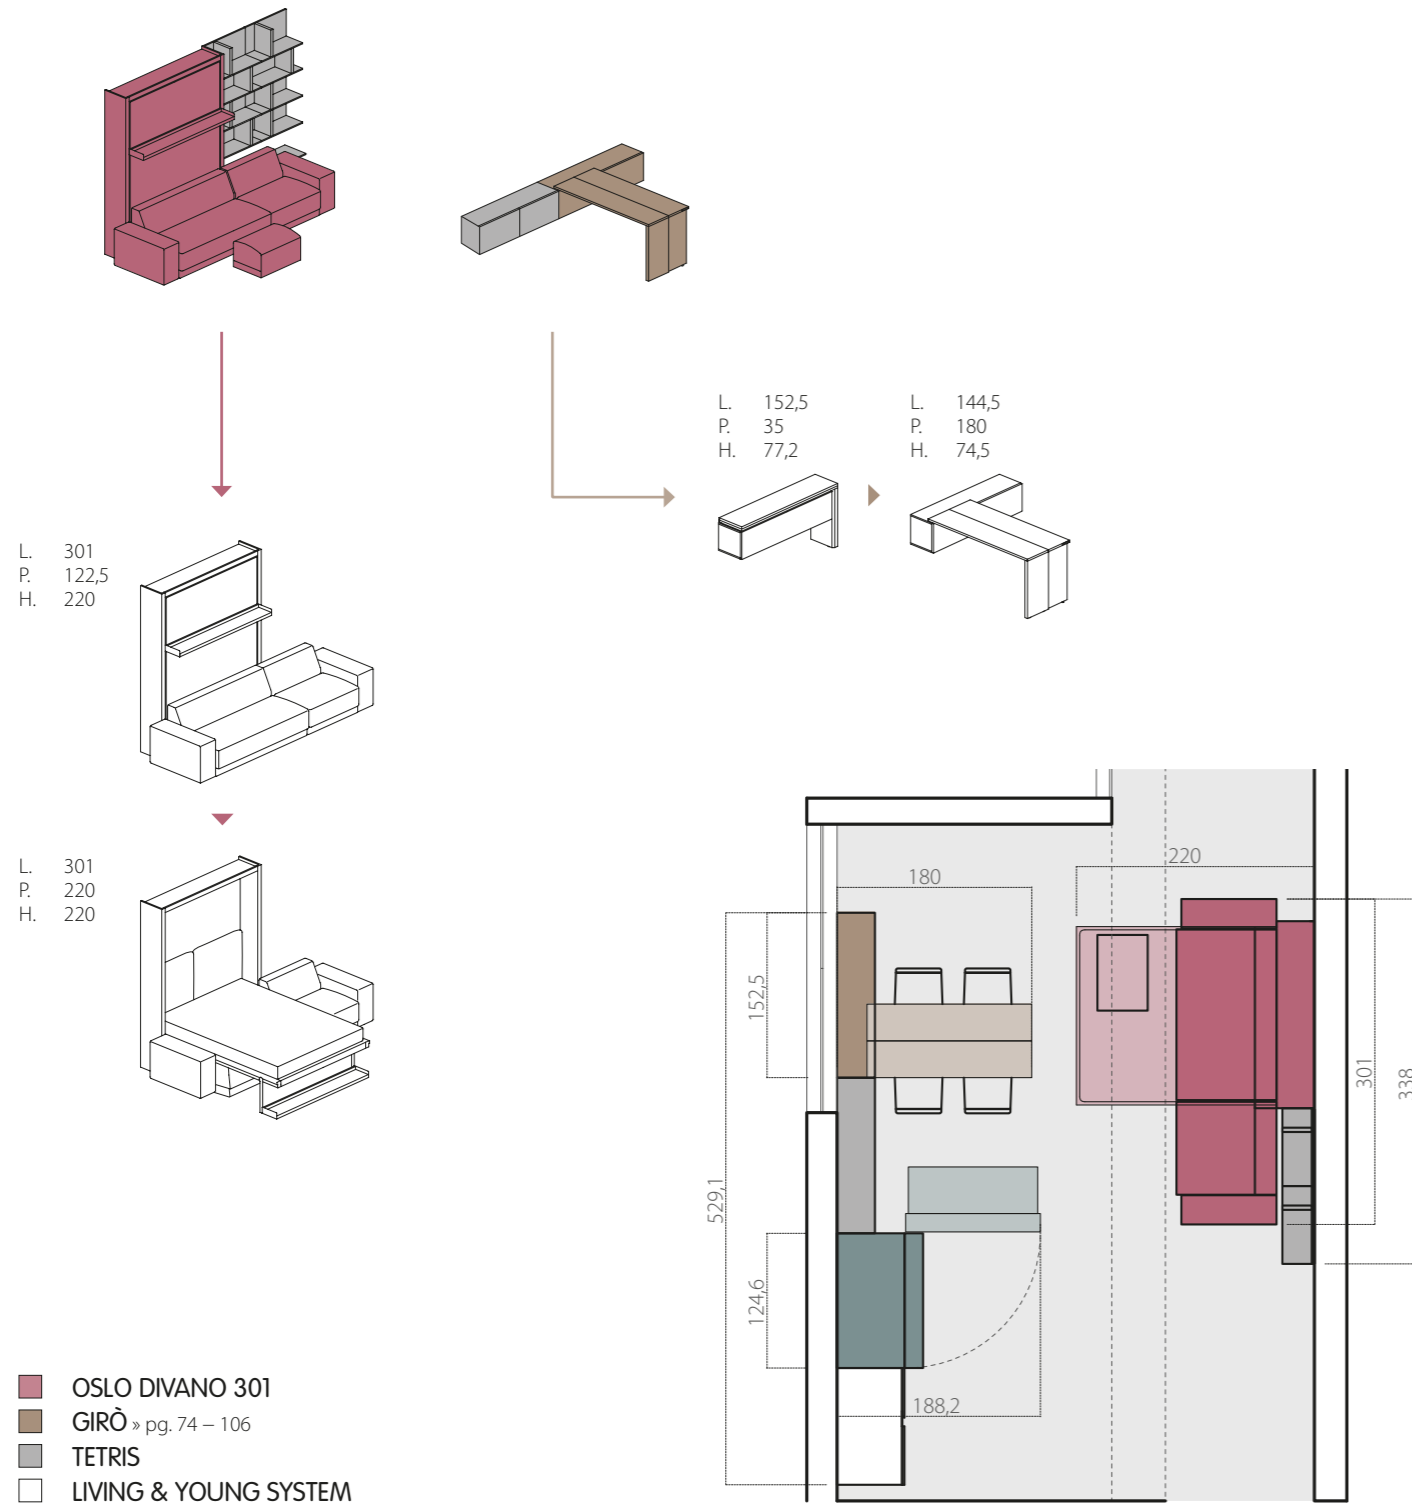 L. 152,5
P. 35
H. 77,2
L. 144,5
P. 180
H. 74,5
L. 301
P. 122,5
H. 220
L. 301
P. 220
H. 220
220
180
152,5
301
338
529,1
124,6
188,2
OSLO DIVANO 301
GIRÒ » pg. 74 – 106
TETRIS
LIVING & YOUNG SYSTEM